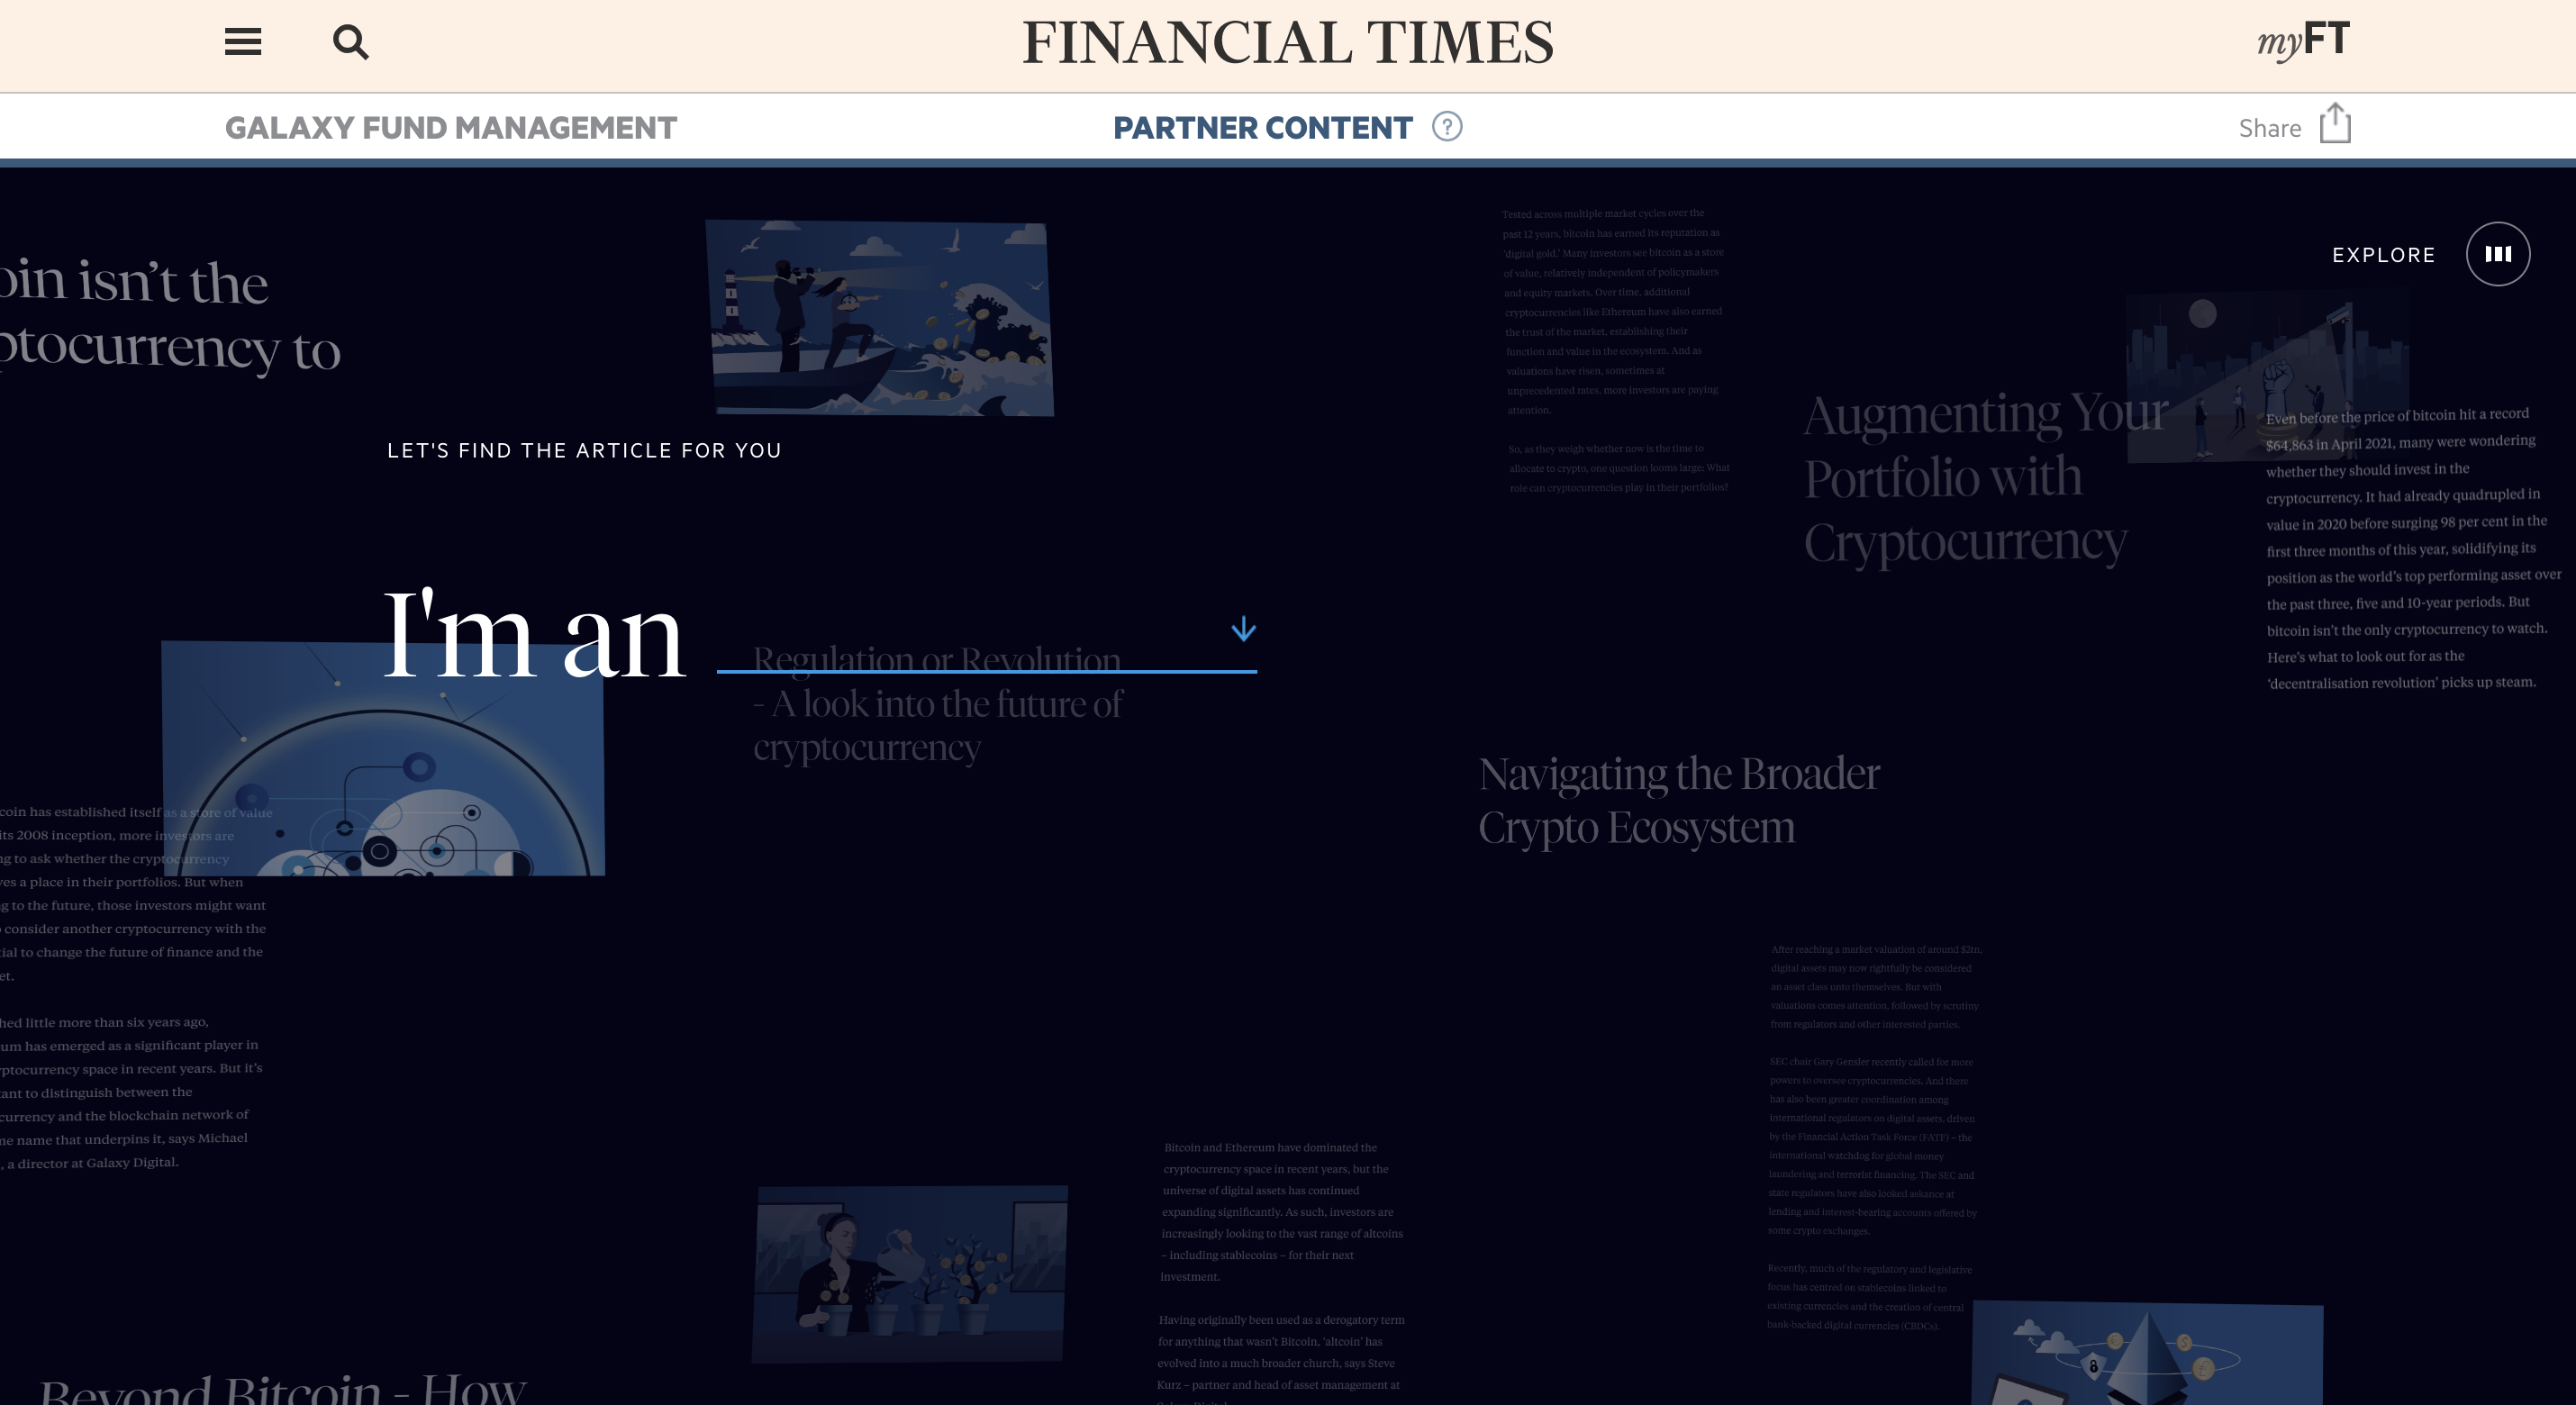 FINANCIAL TIMES
myFT
GALAXY FUND MANAGEMENT
PARTNER CONTENT ?
Share
EXPLORE
oin isn't the
ptocurrency to
LET'S FIND THE ARTICLE FOR YOU
I'm an
Tested across multiple market cycles over the
past 12 years, bitcoin has earned its reputation as
'digital gold.' Many investors see bitcoin as a store
of value, relatively independent of policymakers
and equity markets. Over time, additional
cryptocurrencies like Ethereum have also earned
the trust of the market, establishing their
function and value in the ecosystem. And as
valuations have risen, sometimes at
unprecedented rates, more investors are paying
attention.
So, as they weigh whether now is the time to
allocate to crypto, one question looms large: What
role can cryptocurrencies play in their portfolios?
Augmenting Your
Portfolio with
Cryptocurrency
Even before the price of bitcoin hit a record
$64,863 in April 2021, many were wondering
whether they should invest in the
cryptocurrency. It had already quadrupled in
value in 2020 before surging 98 per cent in the
first three months of this year, solidifying its
position as the world's top performing asset over
the past three, five and 10-year periods. But
bitcoin isn't the only cryptocurrency to watch.
Here's what to look out for as the
'decentralisation revolution' picks up steam.
Regulation or Revolution
- A look into the future of
cryptocurrency
Navigating the Broader
Crypto Ecosystem
coin has established itself as a store of value
its 2008 inception, more investors are
ng to ask whether the cryptocurrency
ves a place in their portfolios. But when
g to the future, those investors might want
o consider another cryptocurrency with the
tial to change the future of finance and the
et.
hed little more than six years ago,
um has emerged as a significant player in
yptocurrency space in recent years. But it's
tant to distinguish between the
currency and the blockchain network of
me name that underpins it, says Michael
, a director at Galaxy Digital.
After reaching a market valuation of around $2tn,
digital assets may now rightfully be considered
an asset class unto themselves. But with
valuations comes attention, followed by scrutiny
from regulators and other interested parties.
SEC chair Gary Gensler recently called for more
powers to oversee cryptocurrencies. And there
has also been greater coordination among
international regulators on digital assets, driven
by the Financial Action Task Force (FATF) – the
international watchdog for global money
laundering and terrorist financing. The SEC and
state regulators have also looked askance at
lending and interest-bearing accounts offered by
some crypto exchanges.
Recently, much of the regulatory and legislative
focus has centred on stablecoins linked to
existing currencies and the creation of central
bank-backed digital currencies (CBDCs).
Bitcoin and Ethereum have dominated the
cryptocurrency space in recent years, but the
universe of digital assets has continued
expanding significantly. As such, investors are
increasingly looking to the vast range of altcoins
– including stablecoins – for their next
investment.
Having originally been used as a derogatory term
for anything that wasn't Bitcoin, 'altcoin' has
evolved into a much broader church, says Steve
Kurz – partner and head of asset management at
Beyond Bitcoin - How